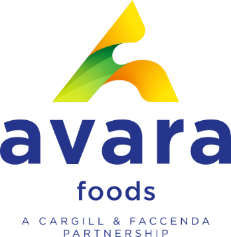 avara
foods
A CARGILL & FACCENDA
PARTNERSHIP